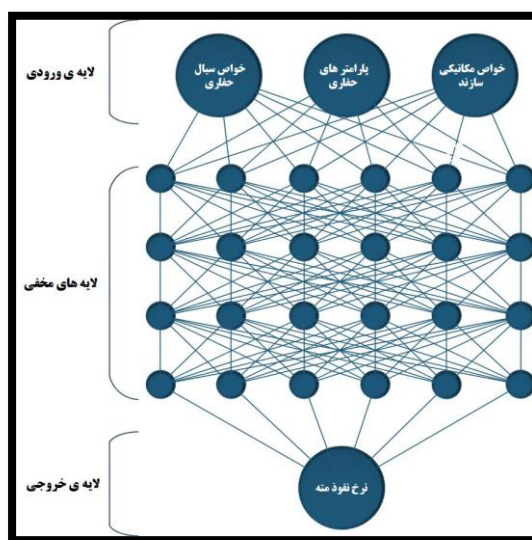 لایه ی ورودی
خواص مکانیکی
سازند
پارامتر های
حفاری
خواص سیال
حفاری
لایه های مخفی
لایه ی خروجی
نرخ نفوذ مته